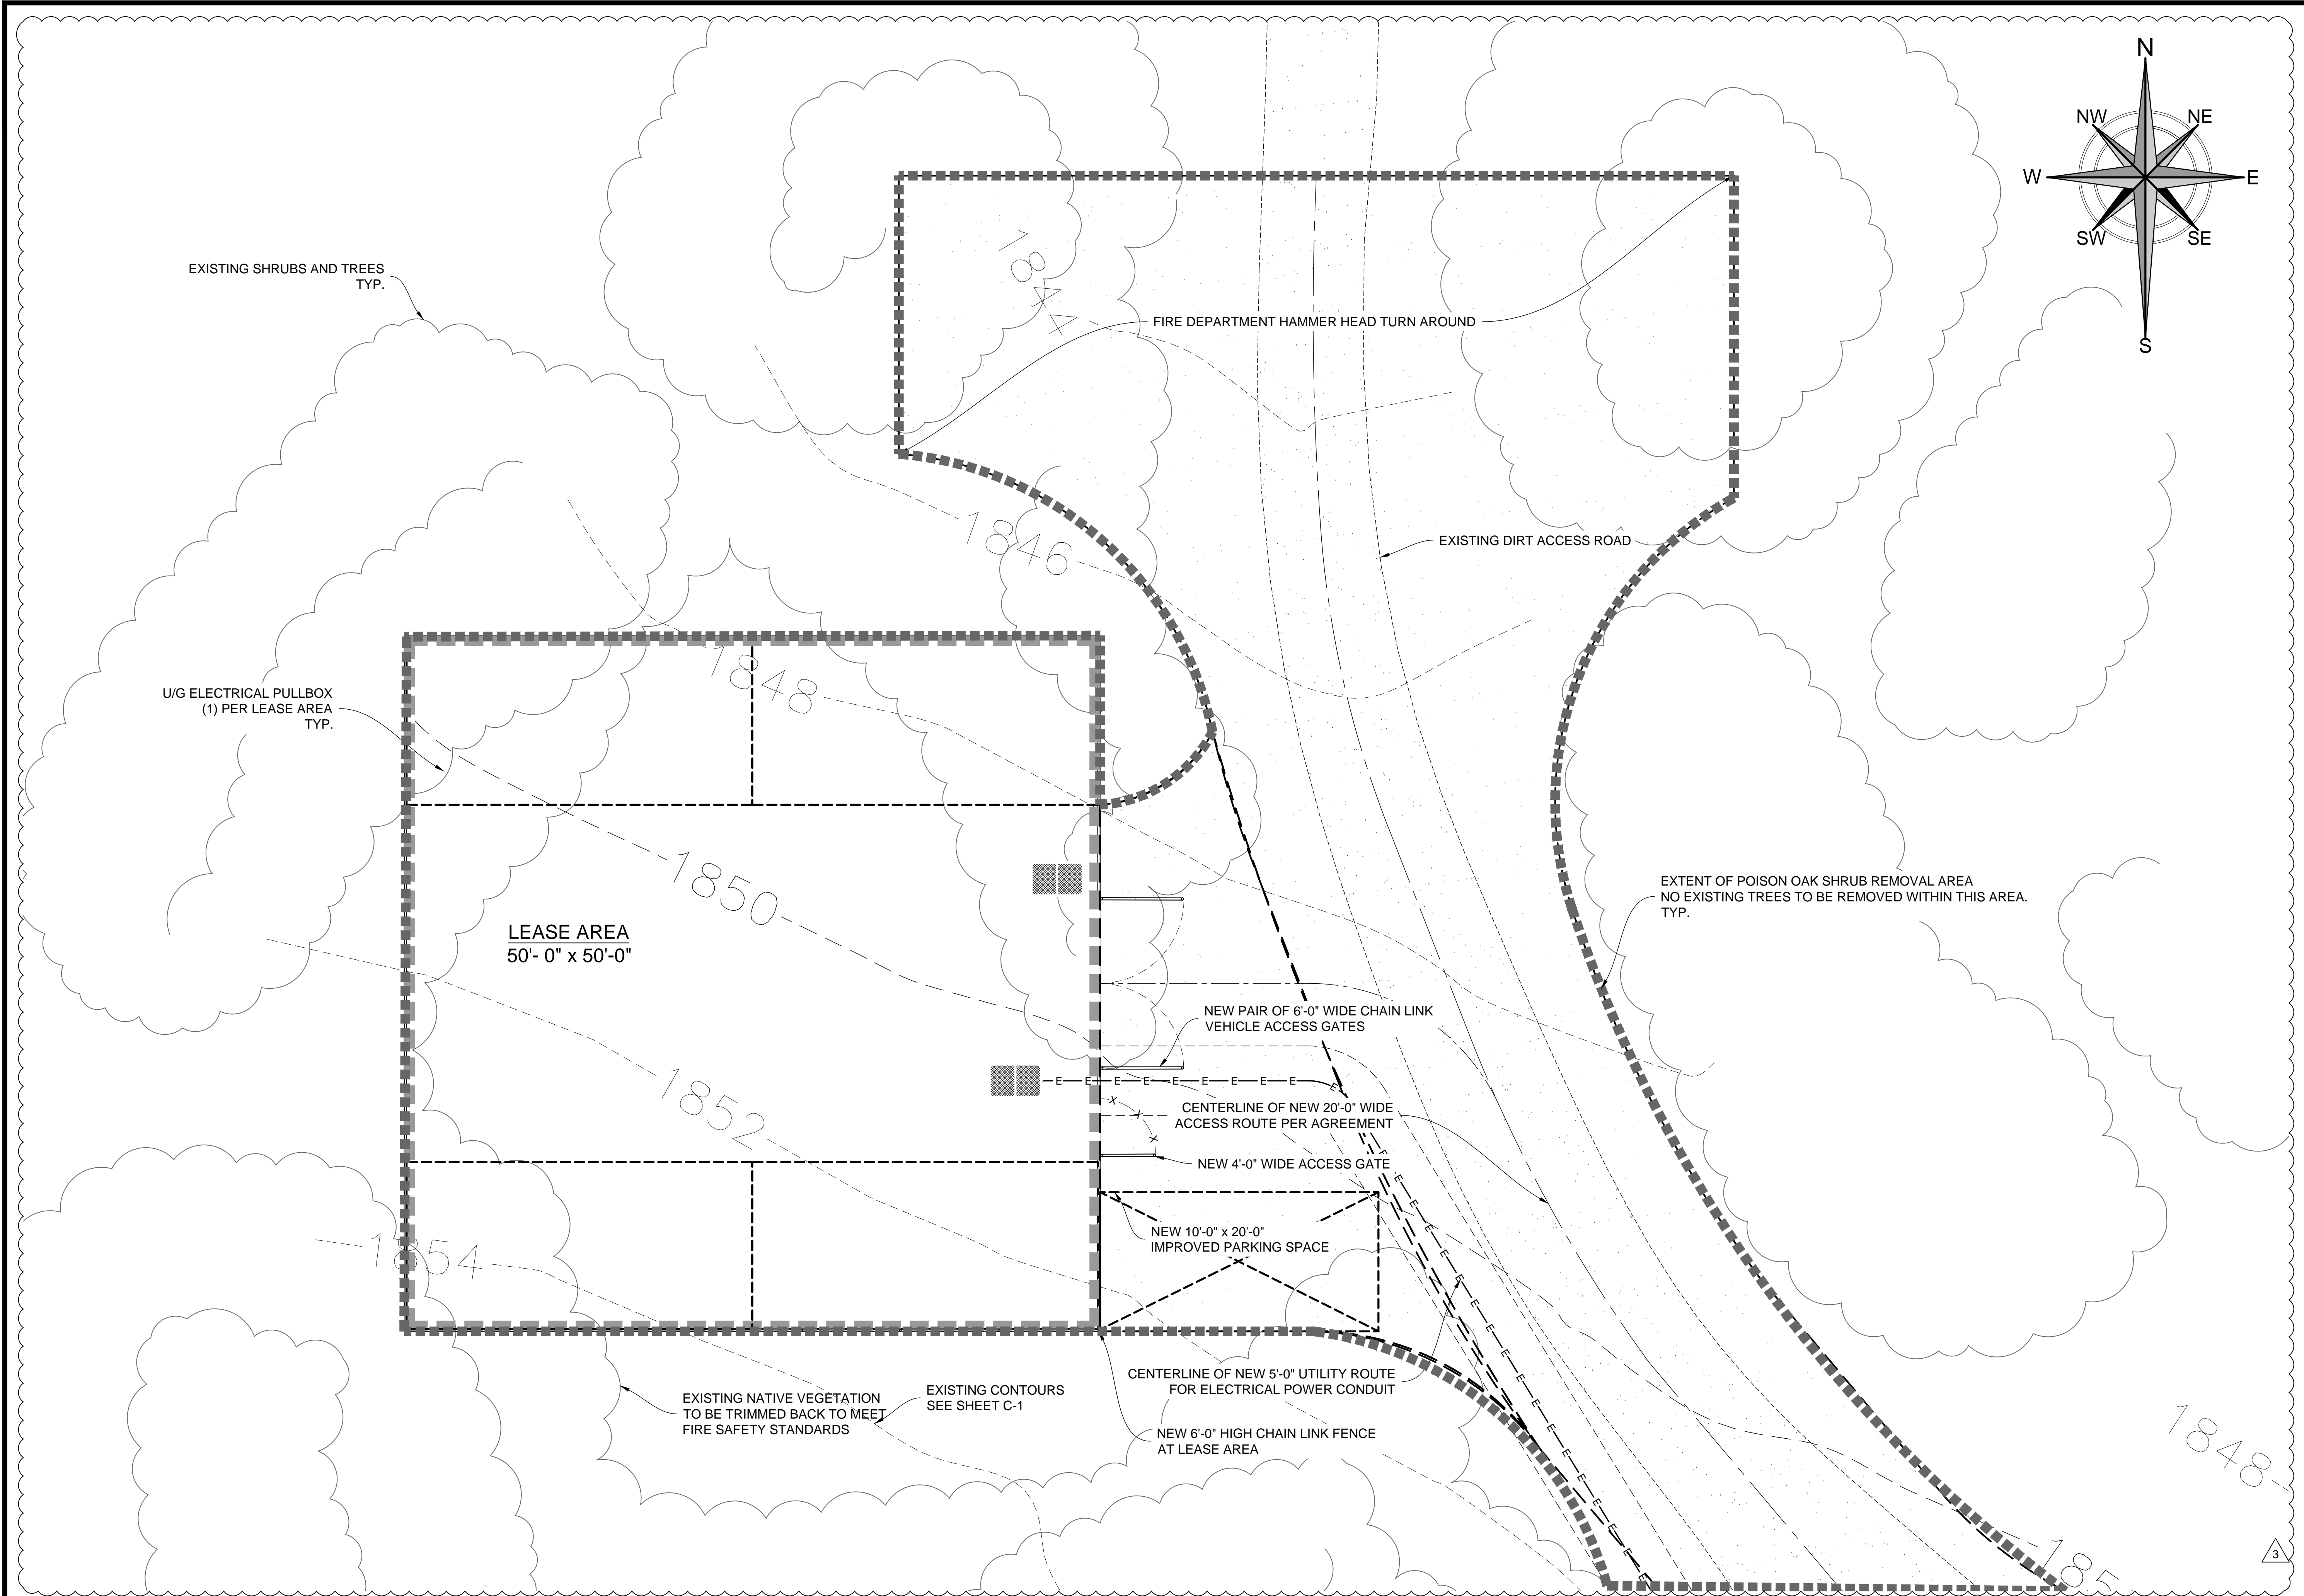 N
NW
NE
W
E
SW
SE
S
EXISTING SHRUBS AND TREES
TYP.
1844
FIRE DEPARTMENT HAMMER HEAD TURN AROUND
1846
EXISTING DIRT ACCESS ROAD
1848
U/G ELECTRICAL PULLBOX
(1) PER LEASE AREA
TYP.
1850
LEASE AREA
50'- 0" x 50'-0"
EXTENT OF POISON OAK SHRUB REMOVAL AREA
NO EXISTING TREES TO BE REMOVED WITHIN THIS AREA.
TYP.
NEW PAIR OF 6'-0" WIDE CHAIN LINK
VEHICLE ACCESS GATES
E E E E E E E E E E
1852
CENTERLINE OF NEW 20'-0" WIDE
ACCESS ROUTE PER AGREEMENT
X X X
NEW 4'-0" WIDE ACCESS GATE
1854
NEW 10'-0" x 20'-0"
IMPROVED PARKING SPACE
E E E E E E E E E E E E E E E E
CENTERLINE OF NEW 5'-0" UTILITY ROUTE
FOR ELECTRICAL POWER CONDUIT
EXISTING NATIVE VEGETATION
TO BE TRIMMED BACK TO MEET
FIRE SAFETY STANDARDS
EXISTING CONTOURS
SEE SHEET C-1
NEW 6'-0" HIGH CHAIN LINK FENCE
AT LEASE AREA
1848
3